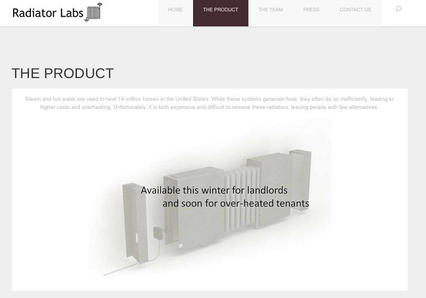 Radiator Labs
HOME THE PRODUCT THE TEAM PRESS CONTACT US
THE PRODUCT
Steam and hot water are used to heat 14 million homes in the United States. While these systems generate heat, they often do so inefficiently, leading to
higher costs and overheating. Unfortunately, it is both expensive and difficult to remove these radiators, leaving people with few alternatives.
Available this winter for landlords
and soon for over-heated tenants